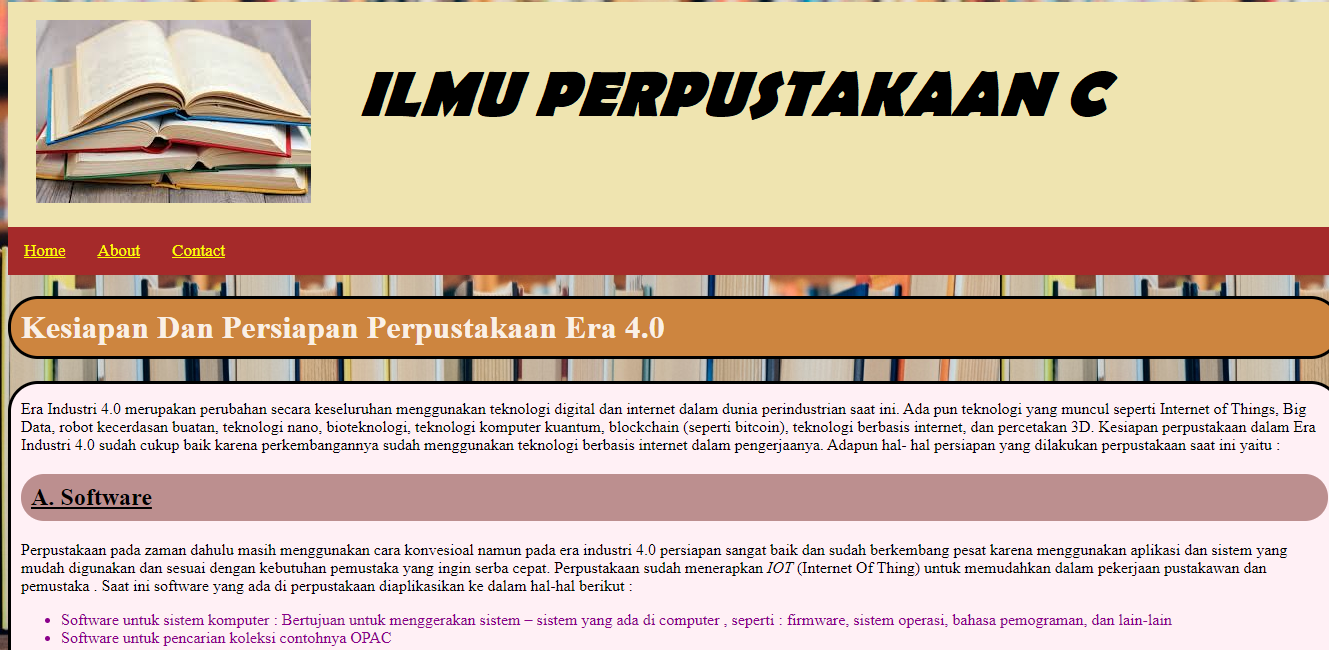 ILMU PERPUSTAKAAN C
Home About Contact
Kesiapan Dan Persiapan Perpustakaan Era 4.0
Era Industri 4.0 merupakan perubahan secara keseluruhan menggunakan teknologi digital dan internet dalam dunia perindustrian saat ini. Ada pun teknologi yang muncul seperti Internet of Things, Big
Data, robot kecerdasan buatan, teknologi nano, bioteknologi, teknologi komputer kuantum, blockchain (seperti bitcoin), teknologi berbasis internet, dan percetakan 3D. Kesiapan perpustakaan dalam Era
Industri 4.0 sudah cukup baik karena perkembangannya sudah menggunakan teknologi berbasis internet dalam pengerjaanya. Adapun hal- hal persiapan yang dilakukan perpustakaan saat ini yaitu :
A. Software
Perpustakaan pada zaman dahulu masih menggunakan cara konvesioal namun pada era industri 4.0 persiapan sangat baik dan sudah berkembang pesat karena menggunakan aplikasi dan sistem yang
mudah digunakan dan sesuai dengan kebutuhan pemustaka yang ingin serba cepat. Perpustakaan sudah menerapkan IOT (Internet Of Thing) untuk memudahkan dalam pekerjaan pustakawan dan
pemustaka . Saat ini software yang ada di perpustakaan diaplikasikan ke dalam hal-hal berikut :
• Software untuk sistem komputer : Bertujuan untuk menggerakan sistem – sistem yang ada di computer , seperti : firmware, sistem operasi, bahasa pemograman, dan lain-lain
• Software untuk pencarian koleksi contohnya OPAC